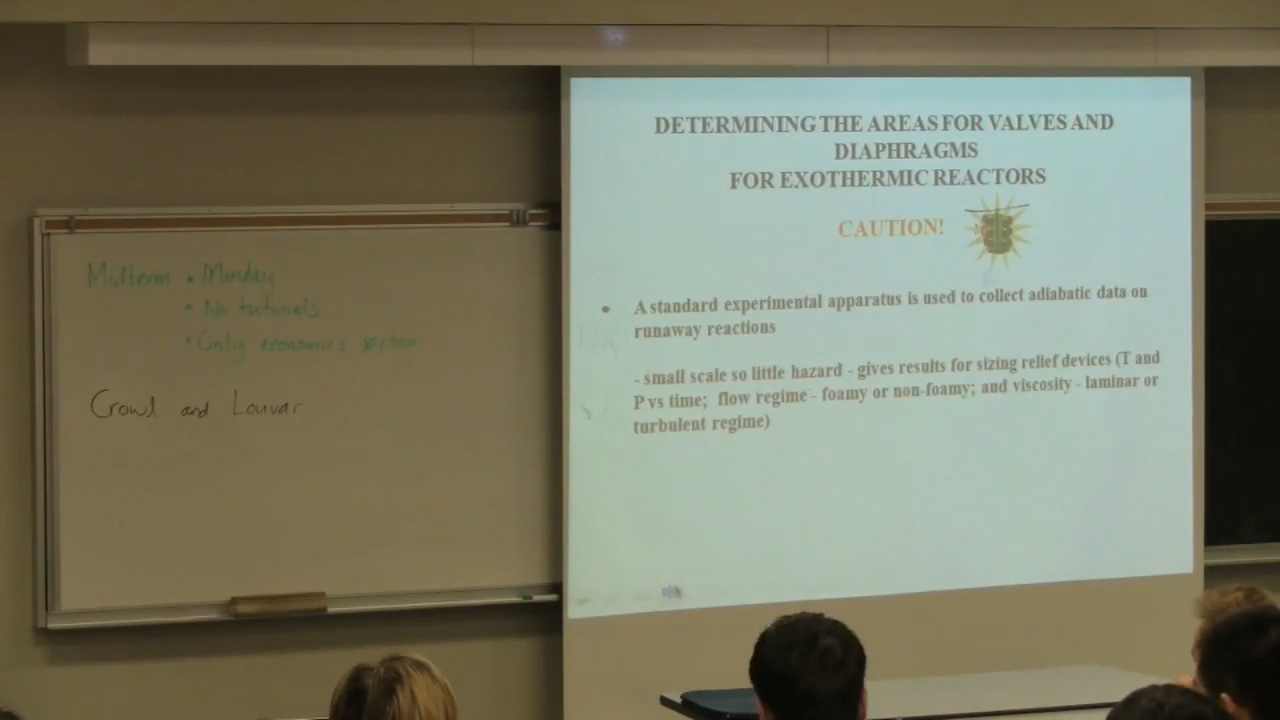 Midterm • Monday
• No tutorials
• Only economics section
Crowl and Louvar
DETERMINING THE AREAS FOR VALVES AND
DIAPHRAGMS
FOR EXOTHERMIC REACTORS
CAUTION!
• A standard experimental apparatus is used to collect adiabatic data on
runaway reactions
- small scale so little hazard - gives results for sizing relief devices (T and
P vs time; flow regime - foamy or non-foamy; and viscosity - laminar or
turbulent regime)